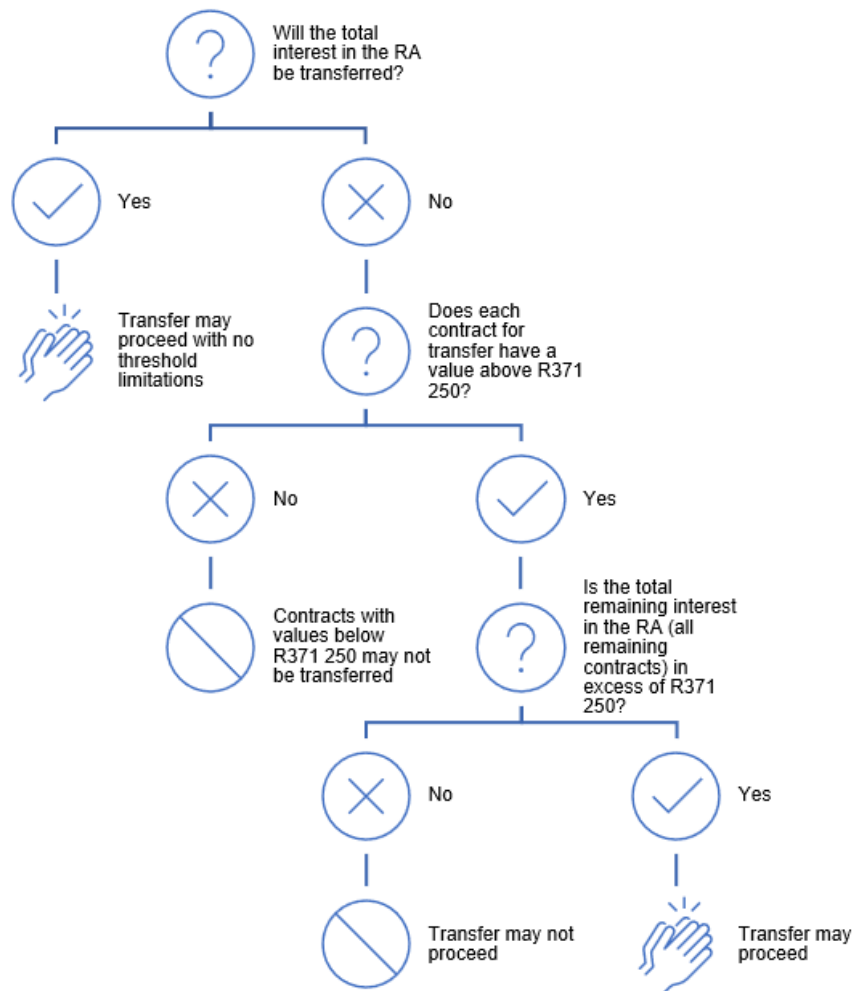 Will the total
interest in the RA
be transferred?
Yes
No
Transfer may
proceed with no
threshold
limitations
Does each
contract for
transfer have a
value above R371
250?
No
Yes
Contracts with
values below
R371 250 may not
be transferred
Is the total
remaining interest
in the RA (all
remaining
contracts) in
excess of R371
250?
No
Yes
Transfer may not
proceed
Transfer may
proceed